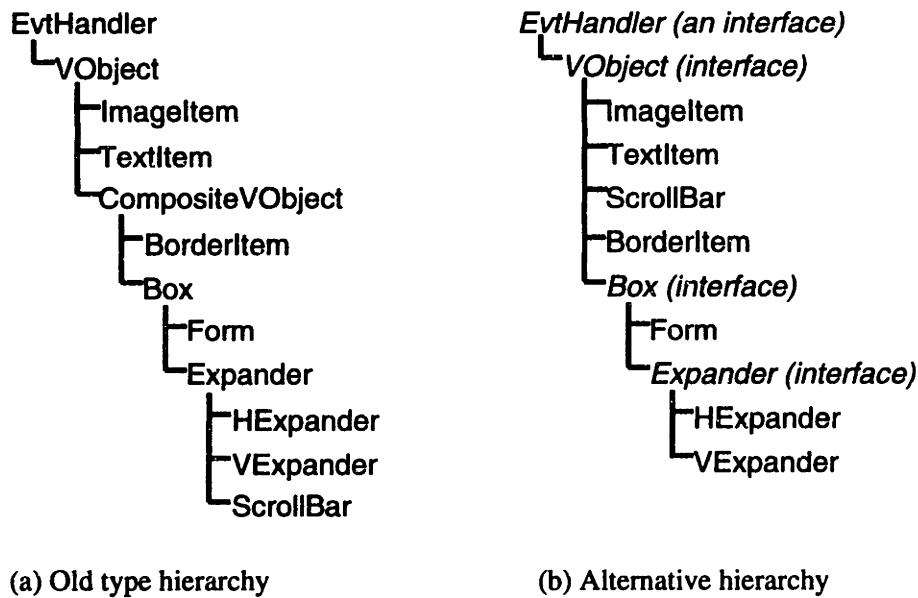 EvtHandler
VObject
ImageItem
TextItem
CompositeVObject
BorderItem
Box
Form
Expander
HExpander
VExpander
ScrollBar
(a) Old type hierarchy
EvtHandler (an interface)
VObject (interface)
ImageItem
TextItem
ScrollBar
BorderItem
Box (interface)
Form
Expander (interface)
HExpander
VExpander
(b) Alternative hierarchy